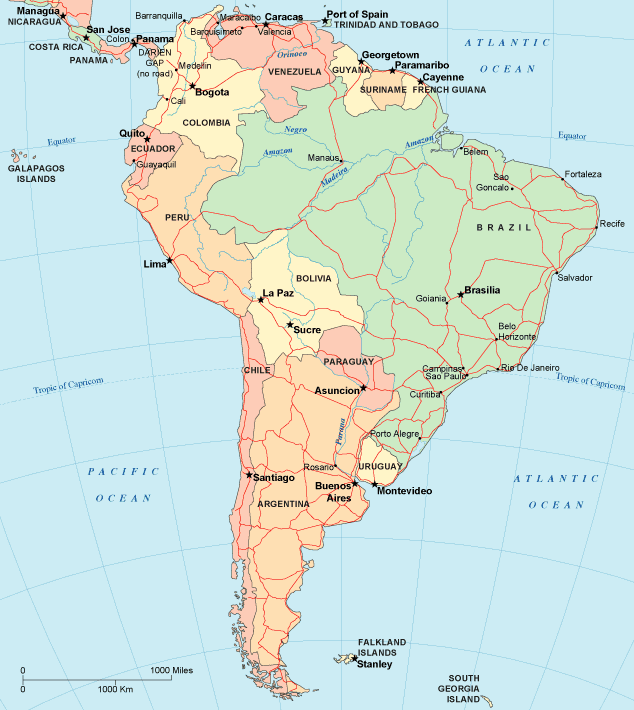 Managua
NICARAGUA
San Jose
COSTA RICA
Colon
Panama
PANAMA
DARIEN
GAP
(no road)
Barranquilla
Maracaibo
Caracas
Barquisimeto
Valencia
Port of Spain
TRINIDAD AND TOBAGO
ATLANTIC
OCEAN
Orinoco
VENEZUELA
Georgetown
Paramaribo
Cayenne
GUYANA
SURINAME
FRENCH GUIANA
Medellin
Bogota
Cali
COLOMBIA
Equator
Quito
ECUADOR
Guayaquil
GALAPAGOS
ISLANDS
Negro
Amazon
Manaus
Madeira
Amazon
Belem
Equator
Sao
Goncalo
Fortaleza
Recife
BRAZIL
PERU
Lima
Salvador
BOLIVIA
La Paz
Sucre
Brasilia
Goiania
Belo
Horizonte
CHILE
PARAGUAY
Asuncion
Campinas
Sao Paulo
Rio De Janeiro
Curitiba
Tropic of Capricorn
Tropic of Capricorn
Parana
Porto Alegre
Rosario
URUGUAY
Santiago
Buenos
Aires
Montevideo
ARGENTINA
PACIFIC
OCEAN
ATLANTIC
OCEAN
FALKLAND
ISLANDS
Stanley
SOUTH
GEORGIA
ISLAND
0 1000 Miles
0 1000 Km